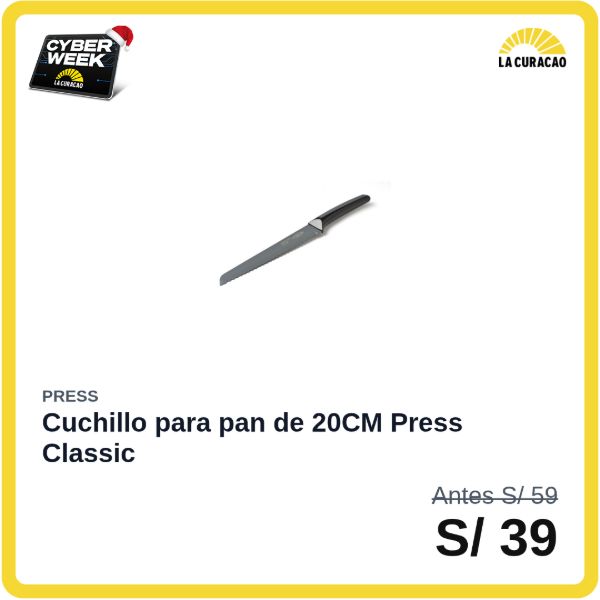 CYBER
WEEK
LA CURACAO
LA CURACAO
PRESS
Cuchillo para pan de 20CM Press
Classic
Antes S/ 59
S/ 39